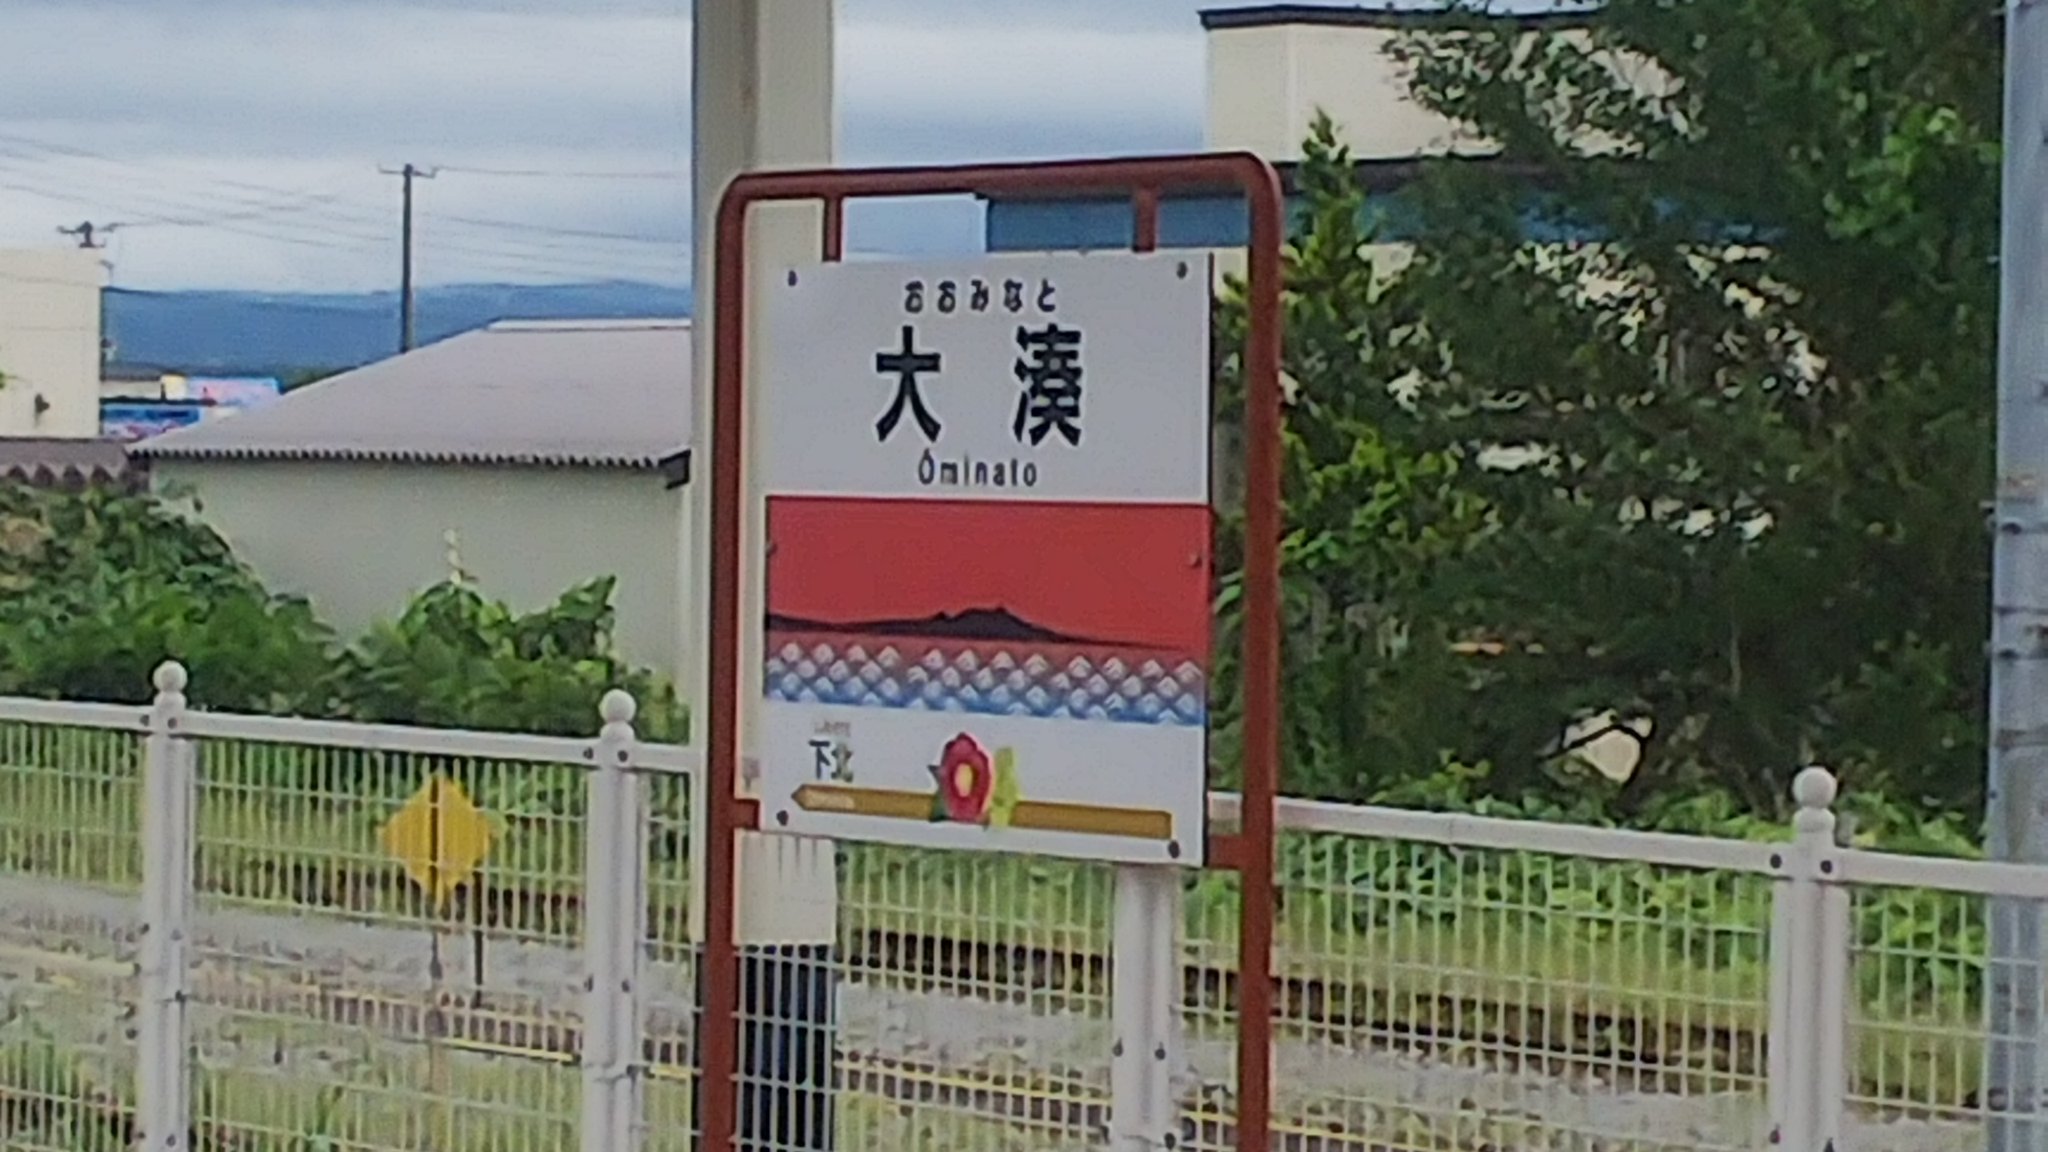 おおみなと
大湊
Ōminato
下北